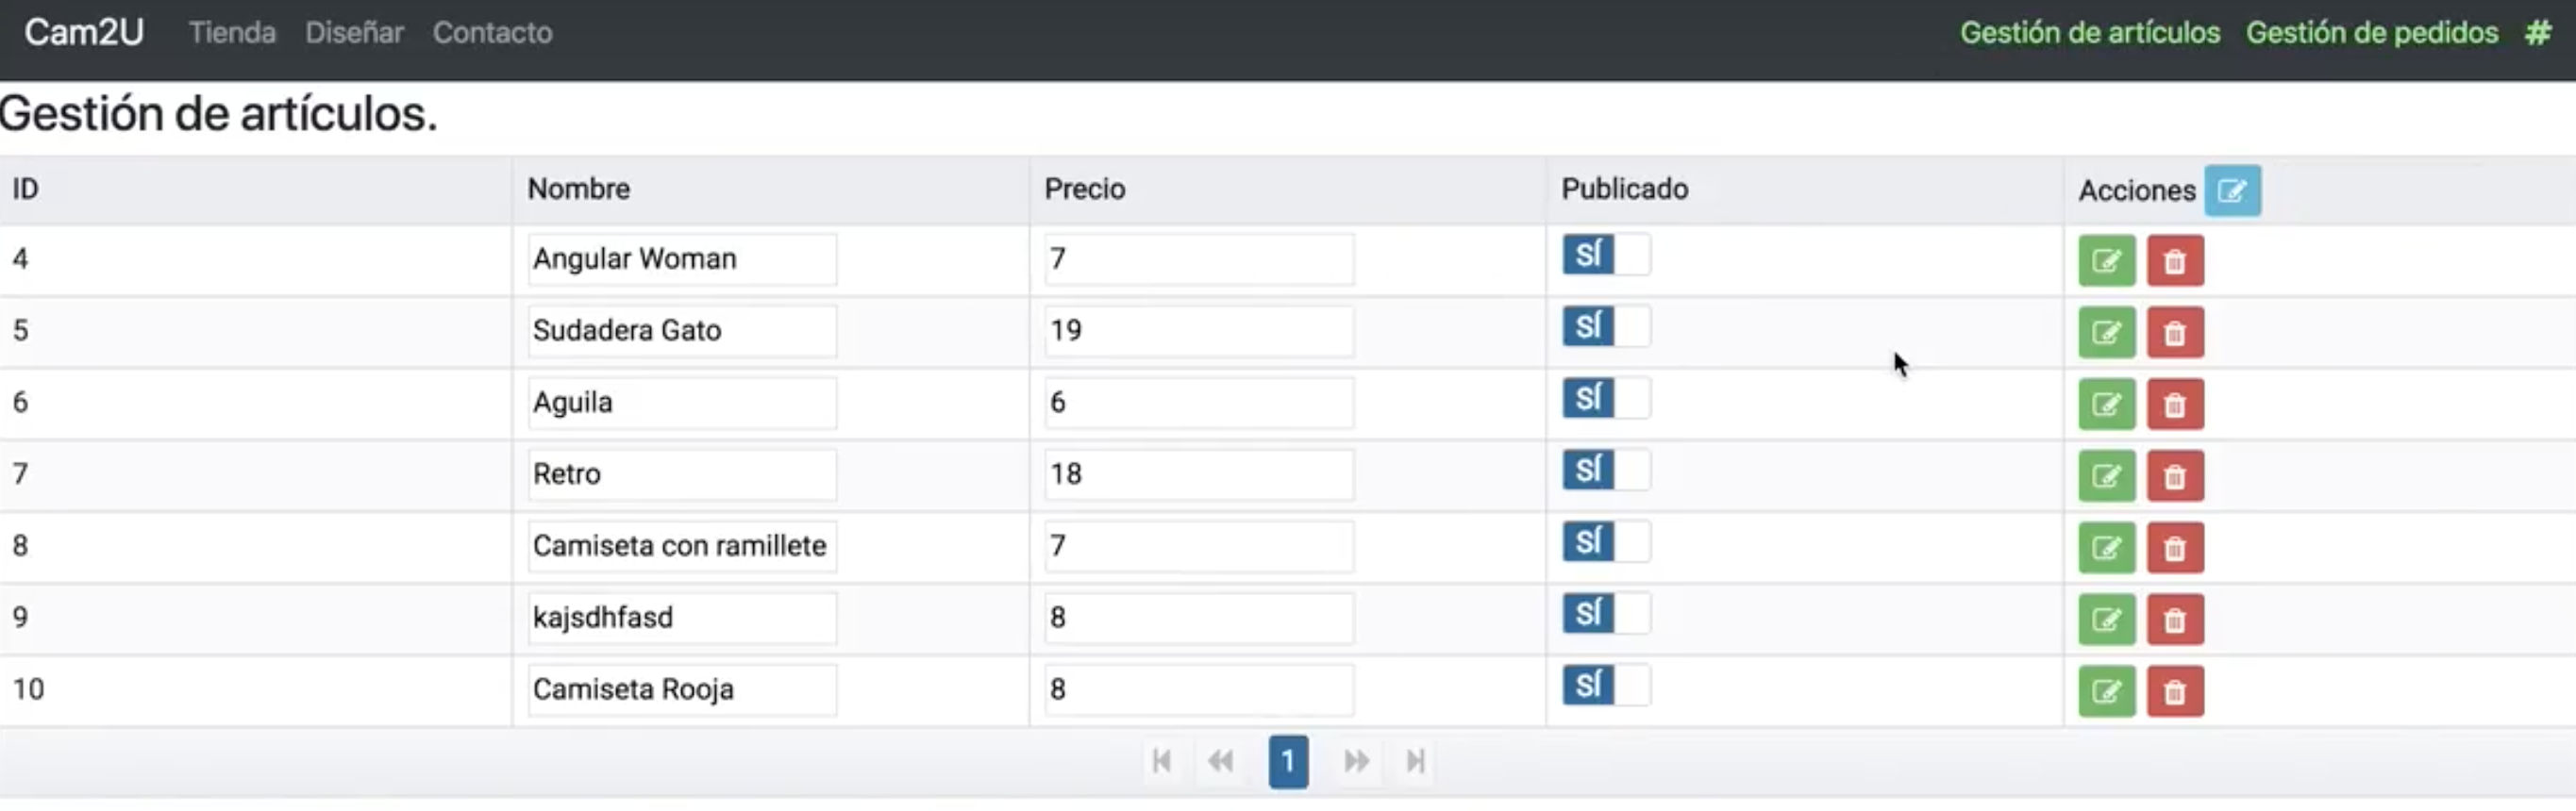 Cam2U Tienda Diseñar Contacto Gestión de artículos Gestión de pedidos #
Gestión de artículos.
ID Nombre Precio Publicado Acciones
4 Angular Woman 7 SÍ
5 Sudadera Gato 19 SÍ
6 Aguila 6 SÍ
7 Retro 18 SÍ
8 Camiseta con ramillete 7 SÍ
9 kajsdhfasd 8 SÍ
10 Camiseta Rooja 8 SÍ
1